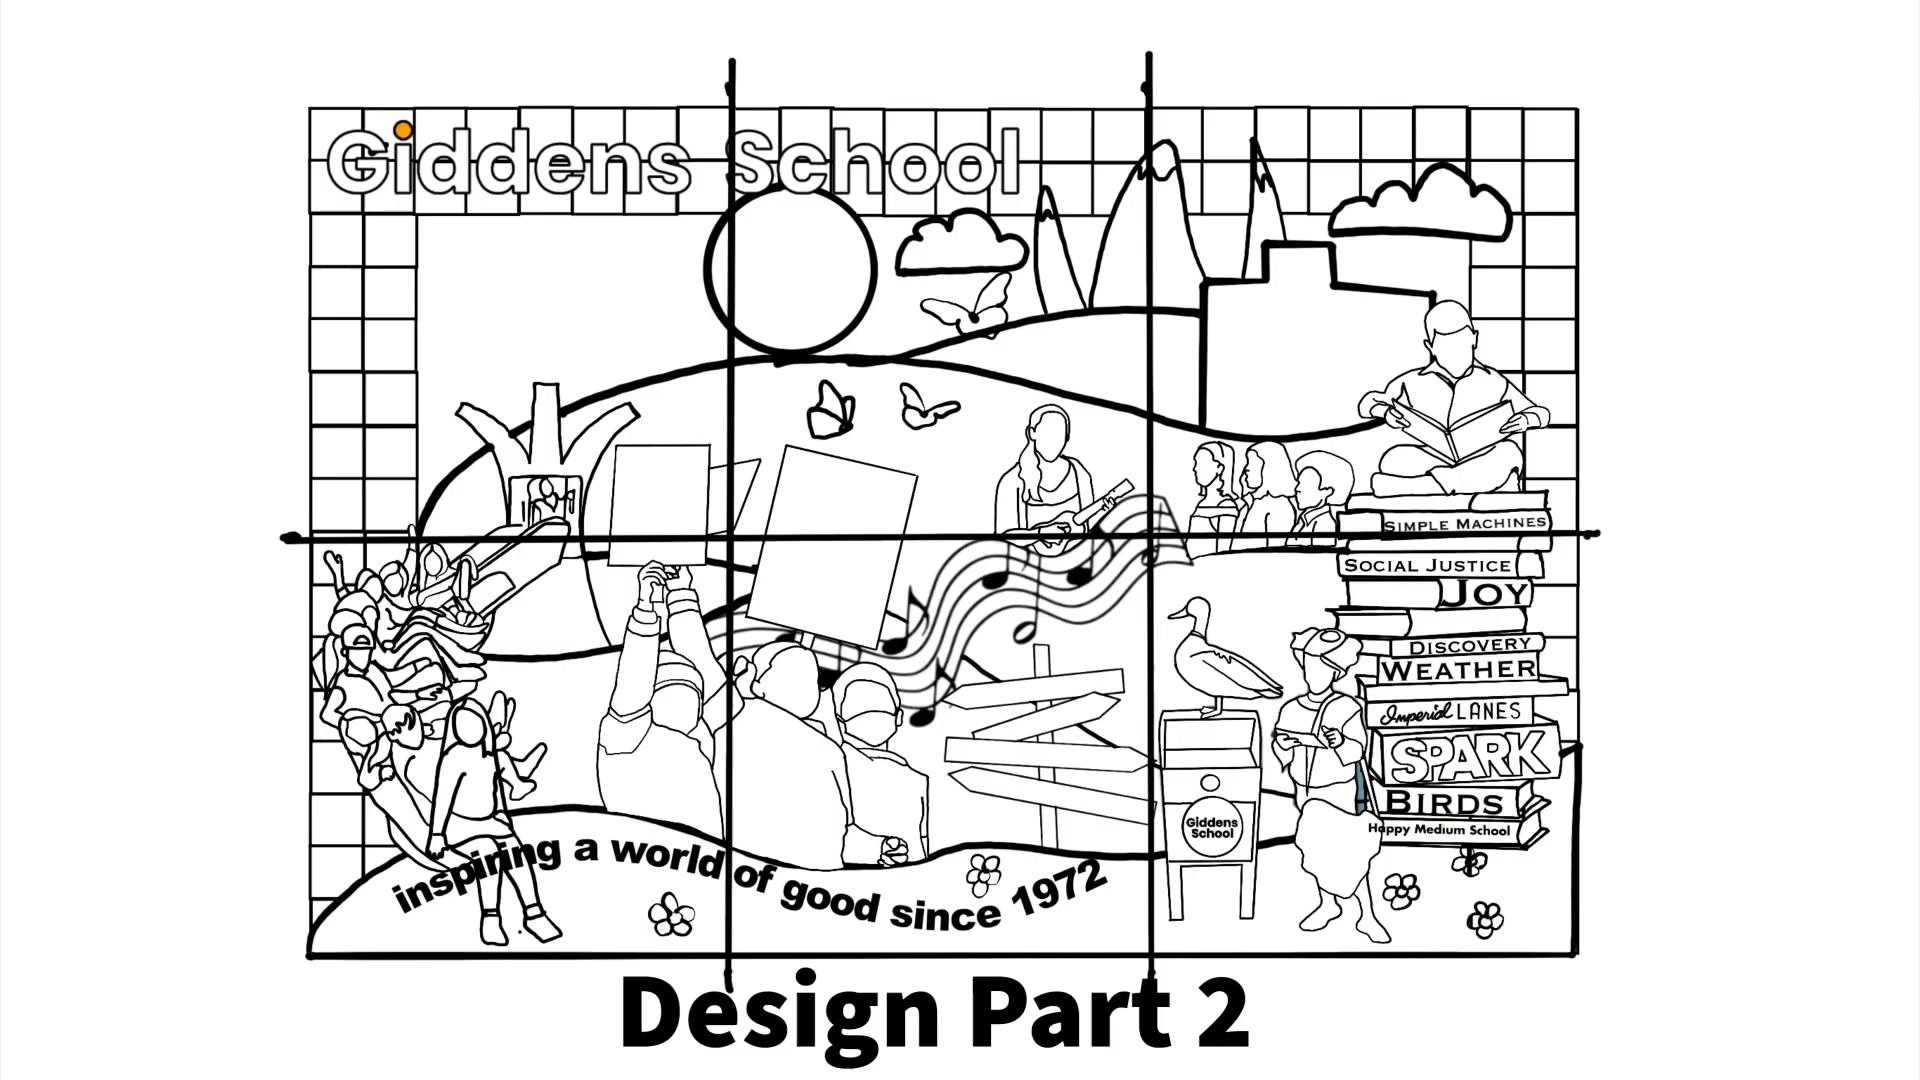 Giddens School
SIMPLE MACHINES
SOCIAL JUSTICE
JOY
DISCOVERY
WEATHER
Imperial LANES
SPARK
BIRDS
Happy Medium School
Giddens
School
inspiring a world of good since 1972
Design Part 2